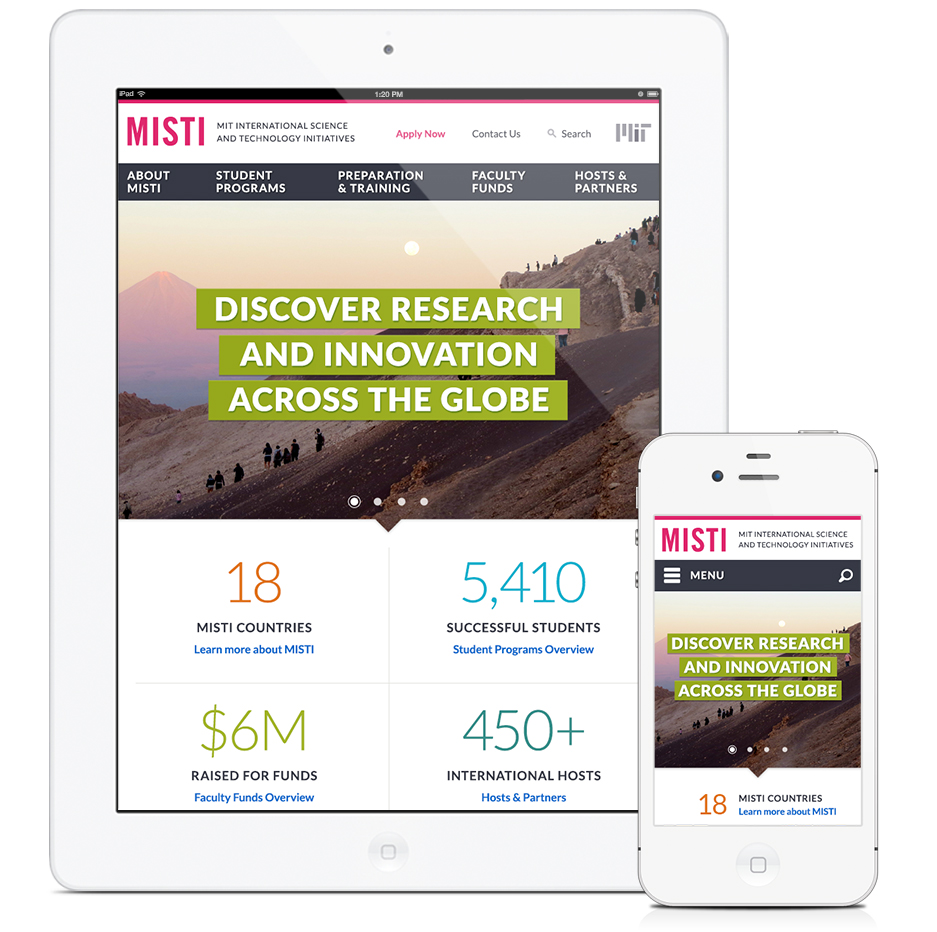 iPad
1:20 PM
MISTI
MIT INTERNATIONAL SCIENCE
AND TECHNOLOGY INITIATIVES
Apply Now
Contact Us
Search
MIT
ABOUT
MISTI
STUDENT
PROGRAMS
PREPARATION
& TRAINING
FACULTY
FUNDS
HOSTS &
PARTNERS
DISCOVER RESEARCH
AND INNOVATION
ACROSS THE GLOBE
18
MISTI COUNTRIES
Learn more about MISTI
5,410
SUCCESSFUL STUDENTS
Student Programs Overview
$6M
RAISED FOR FUNDS
Faculty Funds Overview
450+
INTERNATIONAL HOSTS
Hosts & Partners
MISTI
MIT INTERNATIONAL SCIENCE
AND TECHNOLOGY INITIATIVES
MENU
DISCOVER RESEARCH
AND INNOVATION
ACROSS THE GLOBE
18
MISTI COUNTRIES
Learn more about MISTI